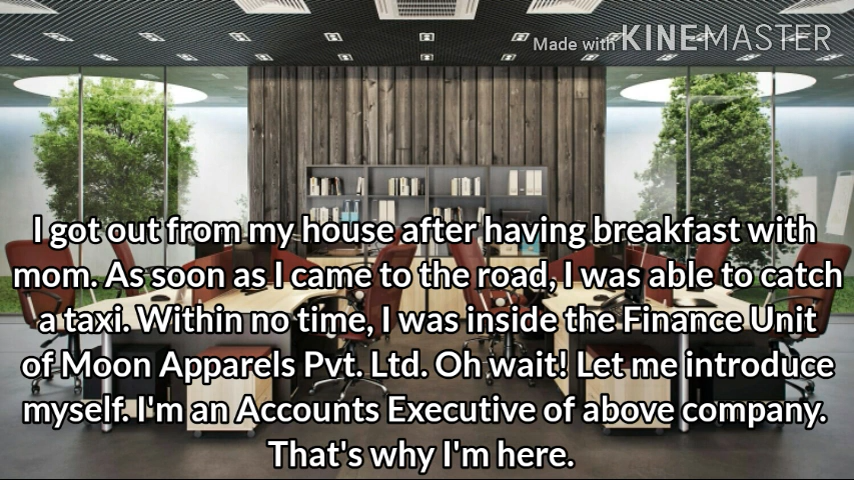 Made with KINEMASTER
I got out from my house after having breakfast with
mom. As soon as I came to the road, I was able to catch
a taxi. Within no time, I was inside the Finance Unit
of Moon Apparels Pvt. Ltd. Oh wait! Let me introduce
myself. I'm an Accounts Executive of above company.
That's why I'm here.